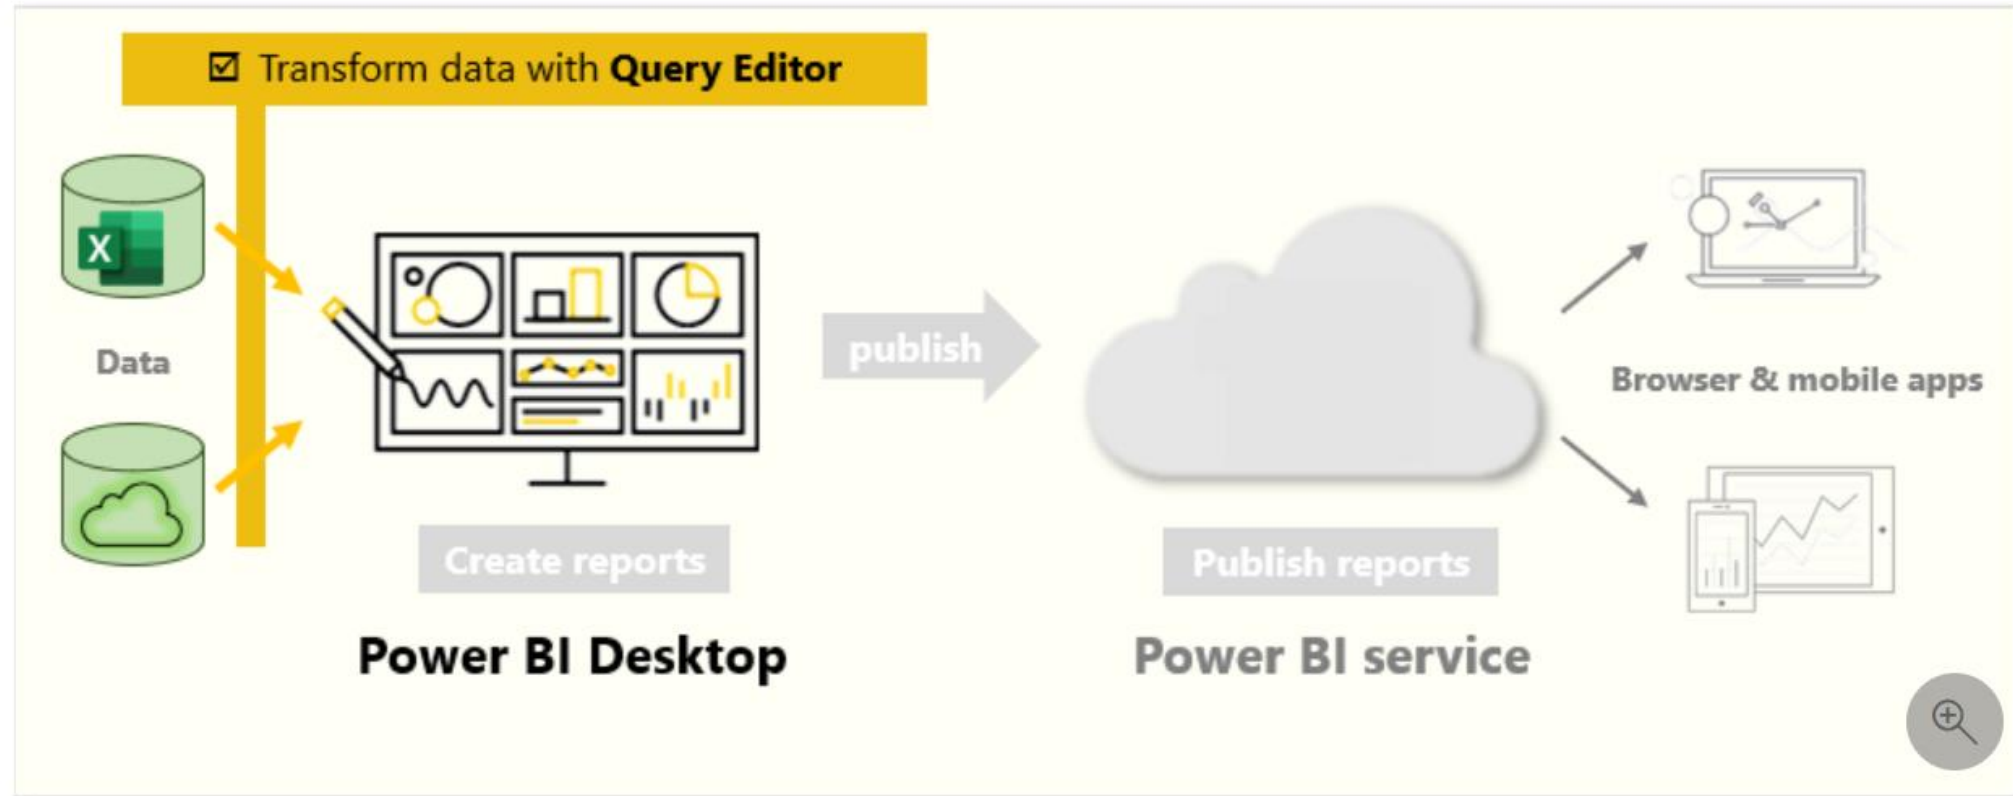 ☑ Transform data with Query Editor
X
Data
publish
Browser & mobile apps
Create reports
Publish reports
Power BI Desktop
Power BI service